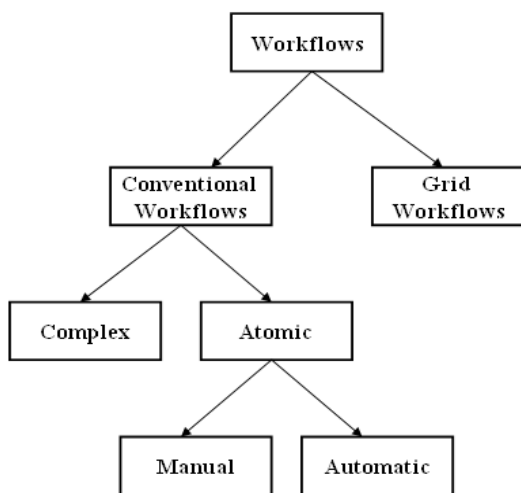 Workflows
Conventional
Workflows
Grid
Workflows
Complex
Atomic
Manual
Automatic